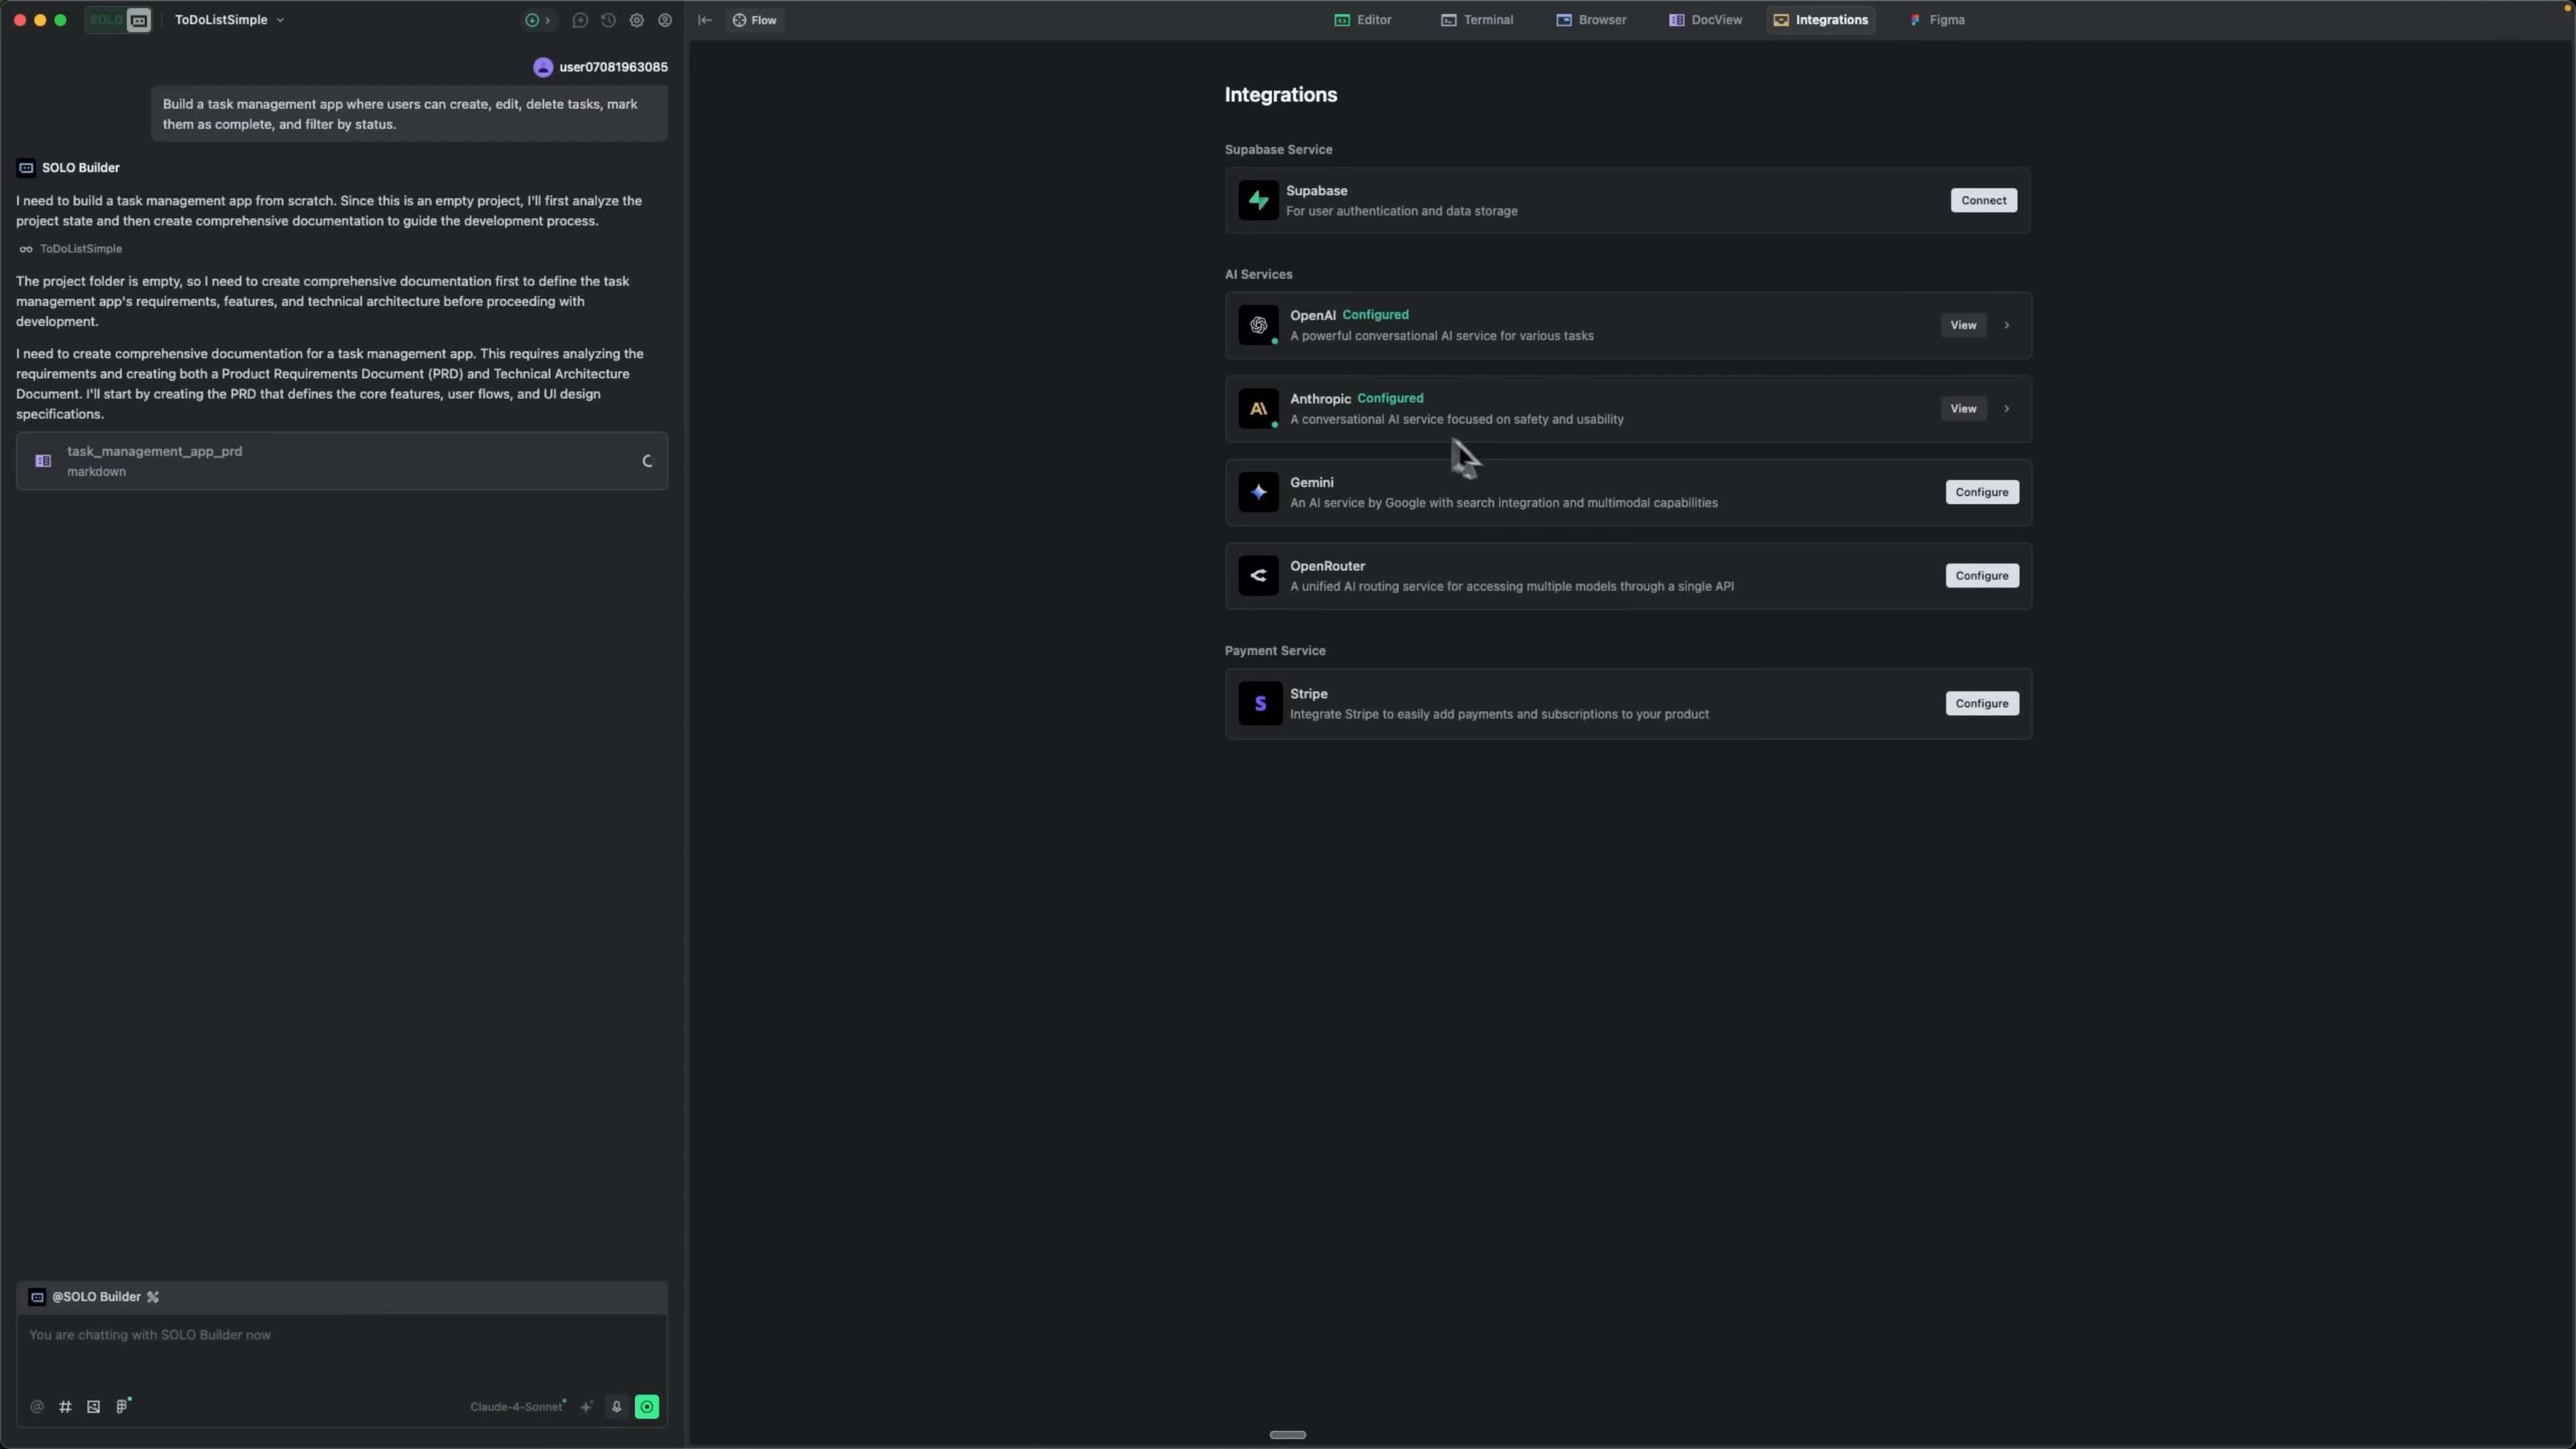 SOLO
ToDoListSimple
Flow
Editor
Terminal
Browser
DocView
Integrations
Figma
user07081963085
Build a task management app where users can create, edit, delete tasks, mark
them as complete, and filter by status.
SOLO Builder
I need to build a task management app from scratch. Since this is an empty project, I'll first analyze the
project state and then create comprehensive documentation to guide the development process.
ToDoListSimple
The project folder is empty, so I need to create comprehensive documentation first to define the task
management app's requirements, features, and technical architecture before proceeding with
development.
I need to create comprehensive documentation for a task management app. This requires analyzing the
requirements and creating both a Product Requirements Document (PRD) and Technical Architecture
Document. I'll start by creating the PRD that defines the core features, user flows, and UI design
specifications.
task_management_app_prd
markdown
@SOLO Builder
You are chatting with SOLO Builder now
Claude-4-Sonnet
Integrations
Supabase Service
Supabase
For user authentication and data storage
Connect
AI Services
OpenAI Configured
A powerful conversational AI service for various tasks
View
Anthropic Configured
A conversational AI service focused on safety and usability
View
Gemini
An AI service by Google with search integration and multimodal capabilities
Configure
OpenRouter
A unified AI routing service for accessing multiple models through a single API
Configure
Payment Service
Stripe
Integrate Stripe to easily add payments and subscriptions to your product
Configure